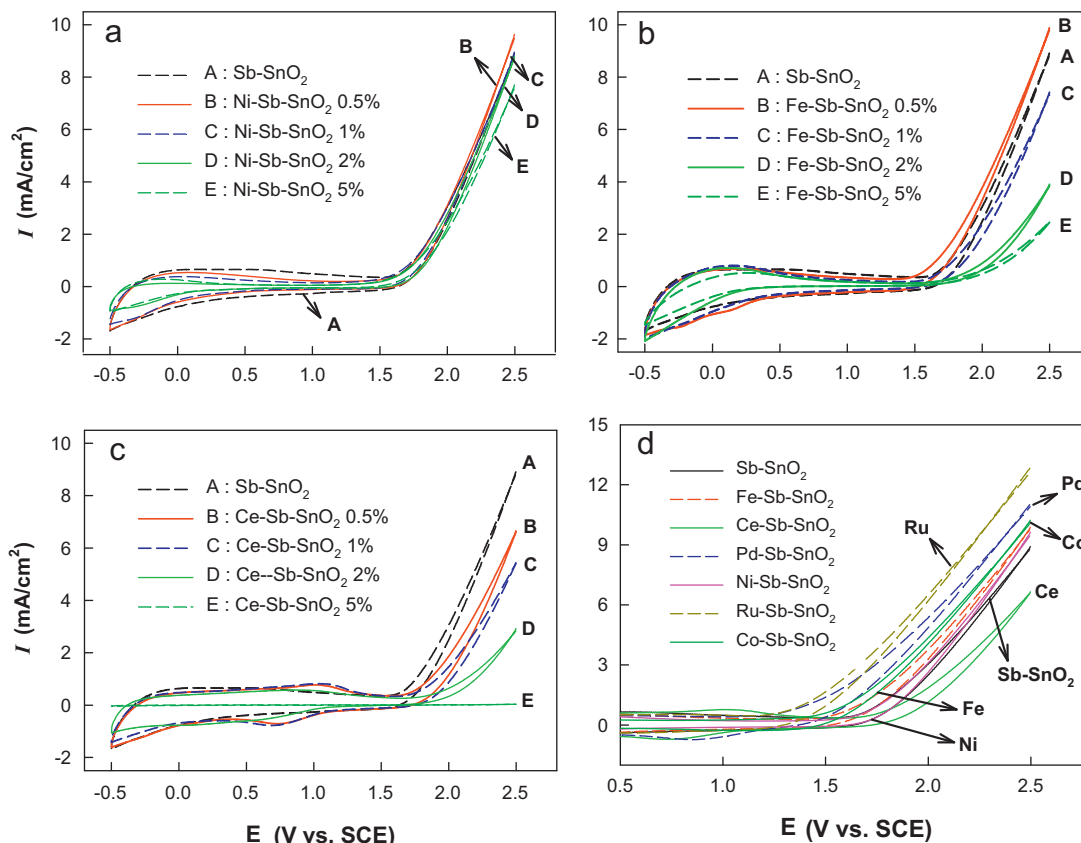 a
I (mA/cm²)
10
8
6
4
2
0
-2
A : Sb-SnO₂
B : Ni-Sb-SnO₂ 0.5%
C : Ni-Sb-SnO₂ 1%
D : Ni-Sb-SnO₂ 2%
E : Ni-Sb-SnO₂ 5%
B
C
D
E
A
-0.5 0.0 0.5 1.0 1.5 2.0 2.5
b
10
8
6
4
2
0
-2
A : Sb-SnO₂
B : Fe-Sb-SnO₂ 0.5%
C : Fe-Sb-SnO₂ 1%
D : Fe-Sb-SnO₂ 2%
E : Fe-Sb-SnO₂ 5%
B
A
C
D
E
-0.5 0.0 0.5 1.0 1.5 2.0 2.5
c
I (mA/cm²)
10
8
6
4
2
0
-2
A : Sb-SnO₂
B : Ce-Sb-SnO₂ 0.5%
C : Ce-Sb-SnO₂ 1%
D : Ce--Sb-SnO₂ 2%
E : Ce-Sb-SnO₂ 5%
A
B
C
D
E
-0.5 0.0 0.5 1.0 1.5 2.0 2.5
E (V vs. SCE)
d
15
12
9
6
3
0
Sb-SnO₂
Fe-Sb-SnO₂
Ce-Sb-SnO₂
Pd-Sb-SnO₂
Ni-Sb-SnO₂
Ru-Sb-SnO₂
Co-Sb-SnO₂
Pd
Ru
Co
Ce
Sb-SnO₂
Fe
Ni
0.5 1.0 1.5 2.0 2.5
E (V vs. SCE)